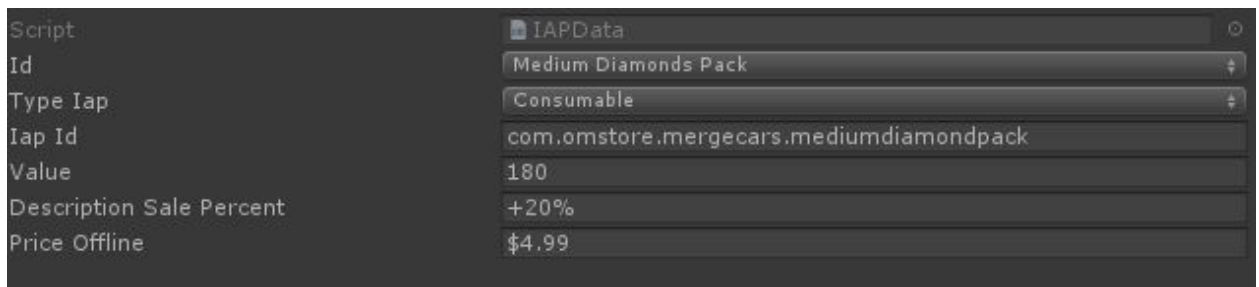 Script IAPData
Id Medium Diamonds Pack
Type Iap Consumable
Iap Id com.omstore.mergecars.mediumdiamondpack
Value 180
Description Sale Percent +20%
Price Offline $4.99